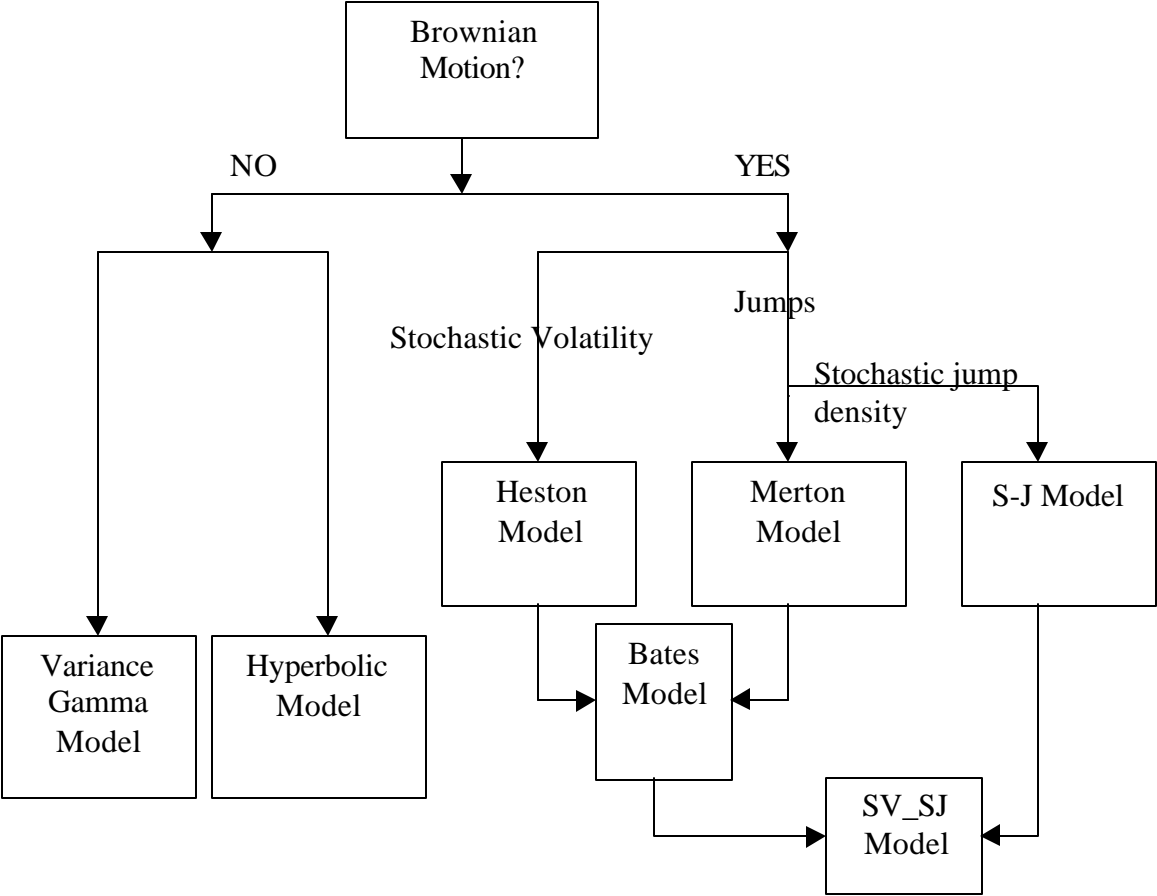 Brownian
Motion?
NO
YES
Jumps
Stochastic Volatility
Stochastic jump
density
Heston
Model
Merton
Model
S-J Model
Variance
Gamma
Model
Hyperbolic
Model
Bates
Model
SV_SJ
Model